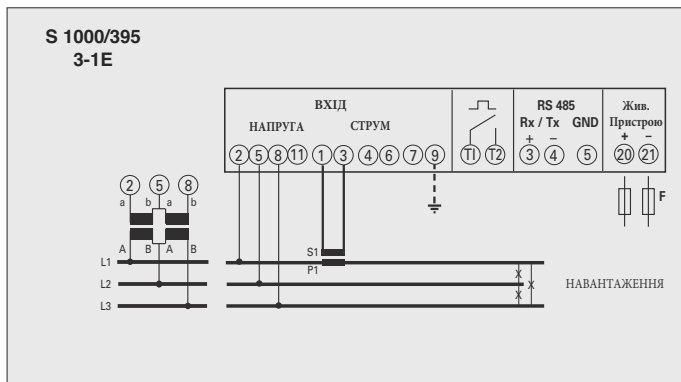 S 1000/395
3-1E
ВХІД
НАПРУГА СТРУМ
2 5 8 11 1 3 4 6 7 9
T1 T2
RS 485
Rx / Tx GND
+ −
3 4 5
Жив.
Пристрою
+ −
20 21
F
2 5 8
a b a b
A B A B
S1
P1
L1
L2
L3
x
x x
x
НАВАНТАЖЕННЯ